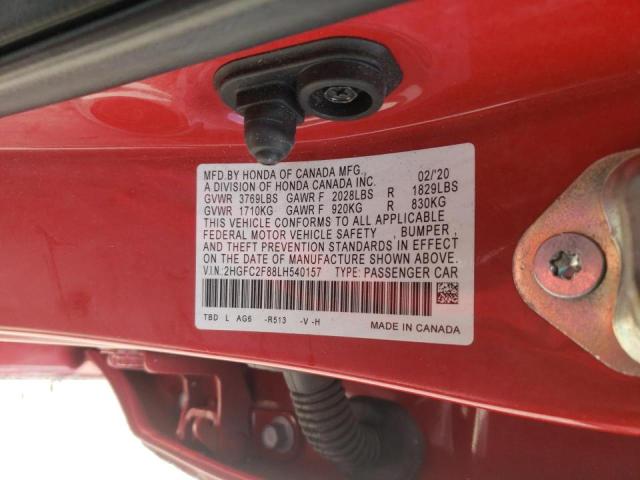 MFD.BY HONDA OF CANADA MFG., 02/'20
A DIVISION OF HONDA CANADA INC.
GVWR 3769LBS GAWR F 2028LBS R 1829LBS
GVWR 1710KG GAWR F 920KG R 830KG
THIS VEHICLE CONFORMS TO ALL APPLICABLE
FEDERAL MOTOR VEHICLE SAFETY , BUMPER ,
AND THEFT PREVENTION STANDARDS IN EFFECT
ON THE DATE OF MANUFACTURE SHOWN ABOVE.
V.I.N.:2HGFC2F88LH540157 TYPE: PASSENGER CAR
TBD L AG6 -R513 -V -H MADE IN CANADA